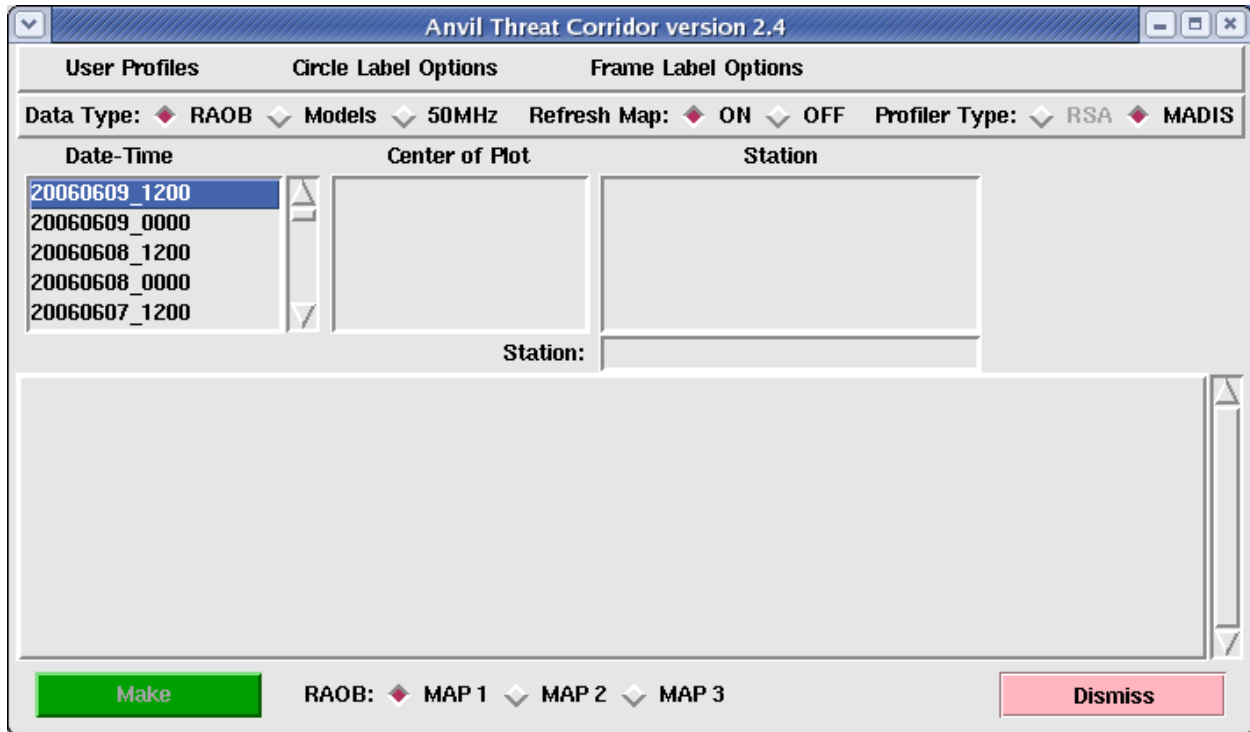 Anvil Threat Corridor version 2.4
User Profiles Circle Label Options Frame Label Options
Data Type: RAOB Models 50MHz Refresh Map: ON OFF Profiler Type: RSA MADIS
Date-Time Center of Plot Station
20060609_1200
20060609_0000
20060608_1200
20060608_0000
20060607_1200
Station:
Make RAOB: MAP 1 MAP 2 MAP 3 Dismiss